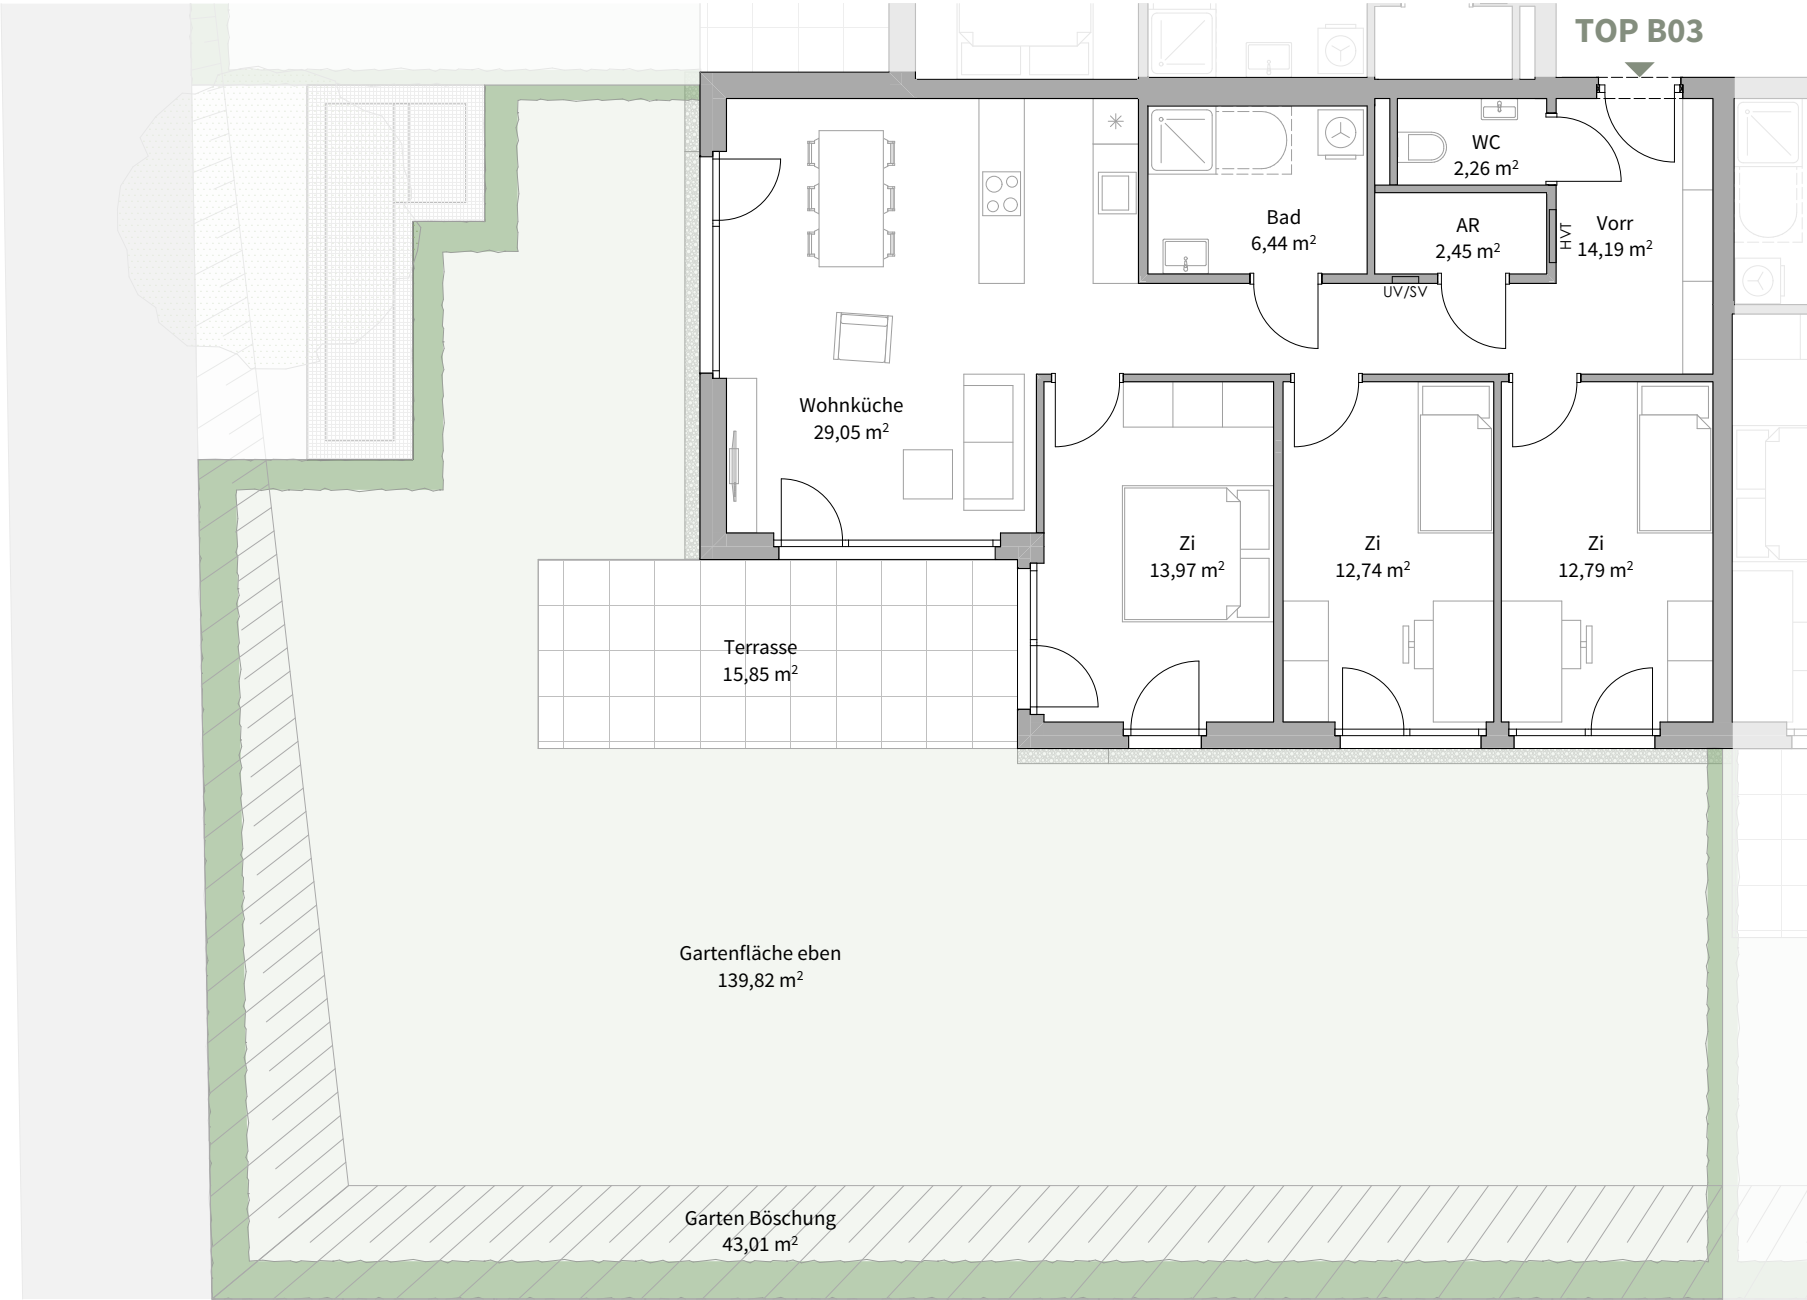 TOP B03
WC
2,26 m²
Bad
6,44 m²
AR
2,45 m²
HVT
Vorr
14,19 m²
UV/SV
Wohnküche
29,05 m²
Zi
13,97 m²
Zi
12,74 m²
Zi
12,79 m²
Terrasse
15,85 m²
Gartenfläche eben
139,82 m²
Garten Böschung
43,01 m²